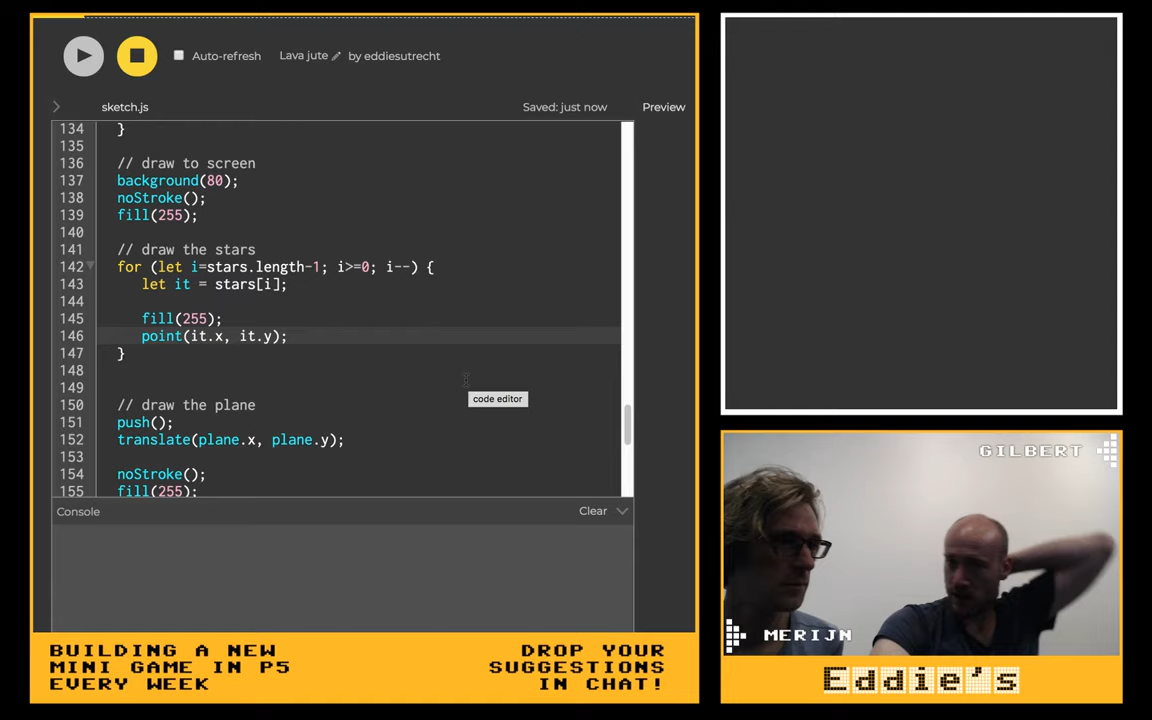 Auto-refresh
Lava jute
by eddiesutrecht
sketch.js
Saved: just now
Preview
134 }
135
136 // draw to screen
137 background(80);
138 noStroke();
139 fill(255);
140
141 // draw the stars
142 for (let i=stars.length-1; i>=0; i--) {
143 let it = stars[i];
144
145 fill(255);
146 point(it.x, it.y);
147 }
148
149
150 // draw the plane
151 push();
152 translate(plane.x, plane.y);
153
154 noStroke();
155 fill(255);
code editor
Console
Clear
GILBERT
MERIJN
BUILDING A NEW
MINI GAME IN P5
EVERY WEEK
DROP YOUR
SUGGESTIONS
IN CHAT!
Eddie's